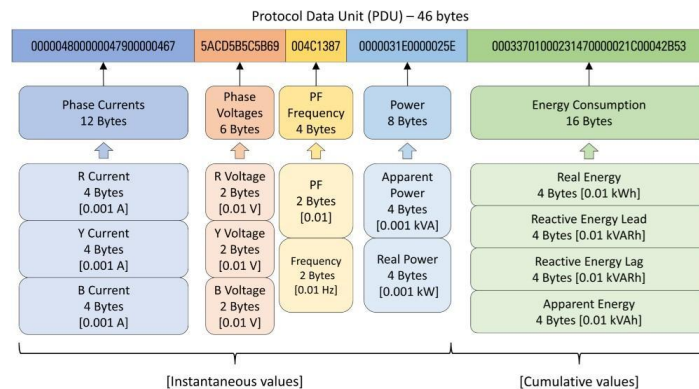 Protocol Data Unit (PDU) – 46 bytes
000004800000047900000467
5ACD5B5C5B69
004C1387
0000031E0000025E
00033701000231470000021C00042B53
Phase Currents
12 Bytes
Phase
Voltages
6 Bytes
PF
Frequency
4 Bytes
Power
8 Bytes
Energy Consumption
16 Bytes
R Current
4 Bytes
[0.001 A]
Y Current
4 Bytes
[0.001 A]
B Current
4 Bytes
[0.001 A]
R Voltage
2 Bytes
[0.01 V]
Y Voltage
2 Bytes
[0.01 V]
B Voltage
2 Bytes
[0.01 V]
PF
2 Bytes
[0.01]
Frequency
2 Bytes
[0.01 Hz]
Apparent
Power
4 Bytes
[0.001 kVA]
Real Power
4 Bytes
[0.001 kW]
Real Energy
4 Bytes [0.01 kWh]
Reactive Energy Lead
4 Bytes [0.01 kVARh]
Reactive Energy Lag
4 Bytes [0.01 kVARh]
Apparent Energy
4 Bytes [0.01 kVAh]
[Instantaneous values]
[Cumulative values]